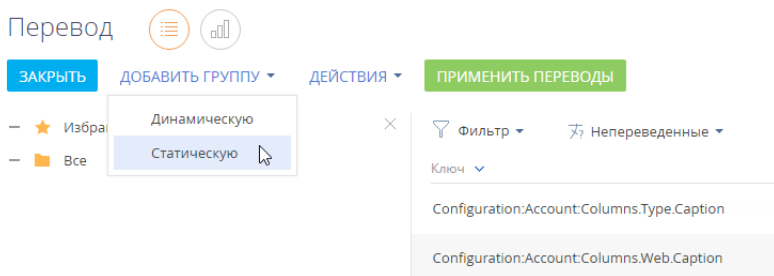 Перевод
ЗАКРЫТЬ ДОБАВИТЬ ГРУППУ ДЕЙСТВИЯ ПРИМЕНИТЬ ПЕРЕВОДЫ
Динамическую
Избра
Фильтр Непереведенные
Статическую
Все
Ключ
Configuration:Account:Columns.Type.Caption
Configuration:Account:Columns.Web.Caption